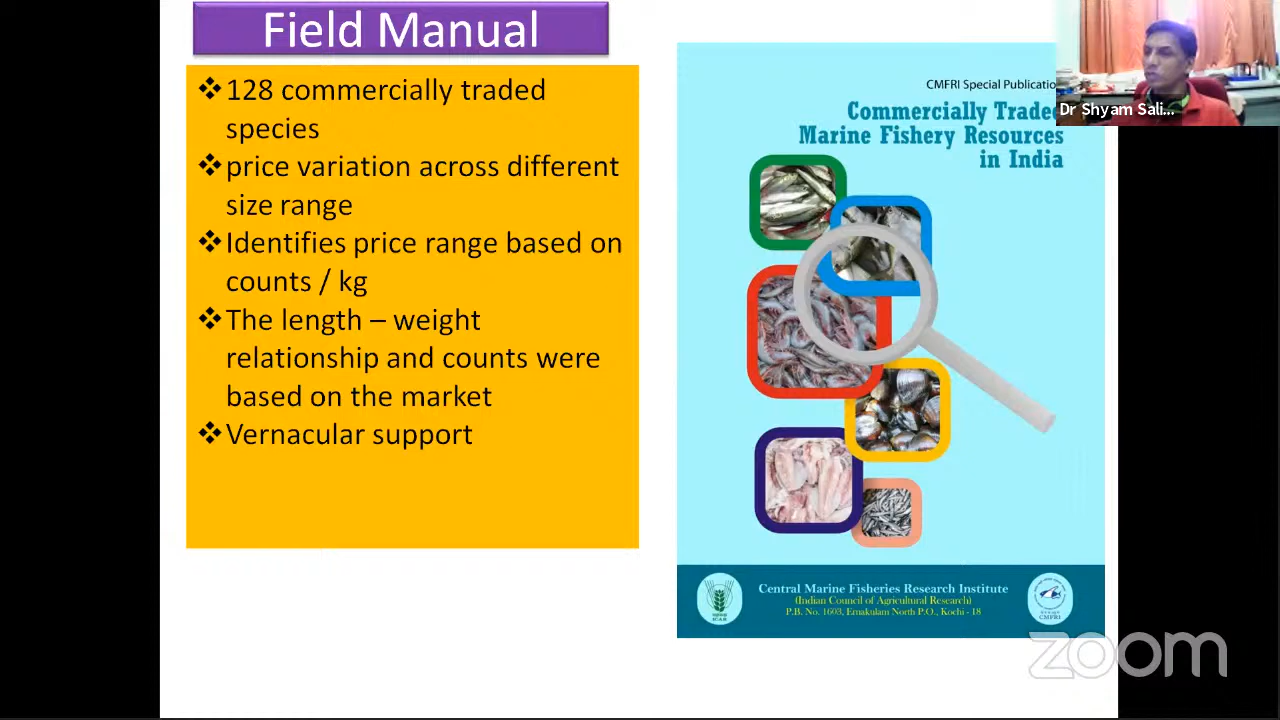 Field Manual
❖128 commercially traded
species
❖price variation across different
size range
❖Identifies price range based on
counts / kg
❖The length – weight
relationship and counts were
based on the market
❖Vernacular support
CMFRI Special Publication
Commercially Traded
Marine Fishery Resources
in India
Dr Shyam Sali...
Central Marine Fisheries Research Institute
(Indian Council of Agricultural Research)
P.B. No. 1603, Ernakulam North P.O., Kochi - 18
ICAR
CMFRI
zoom